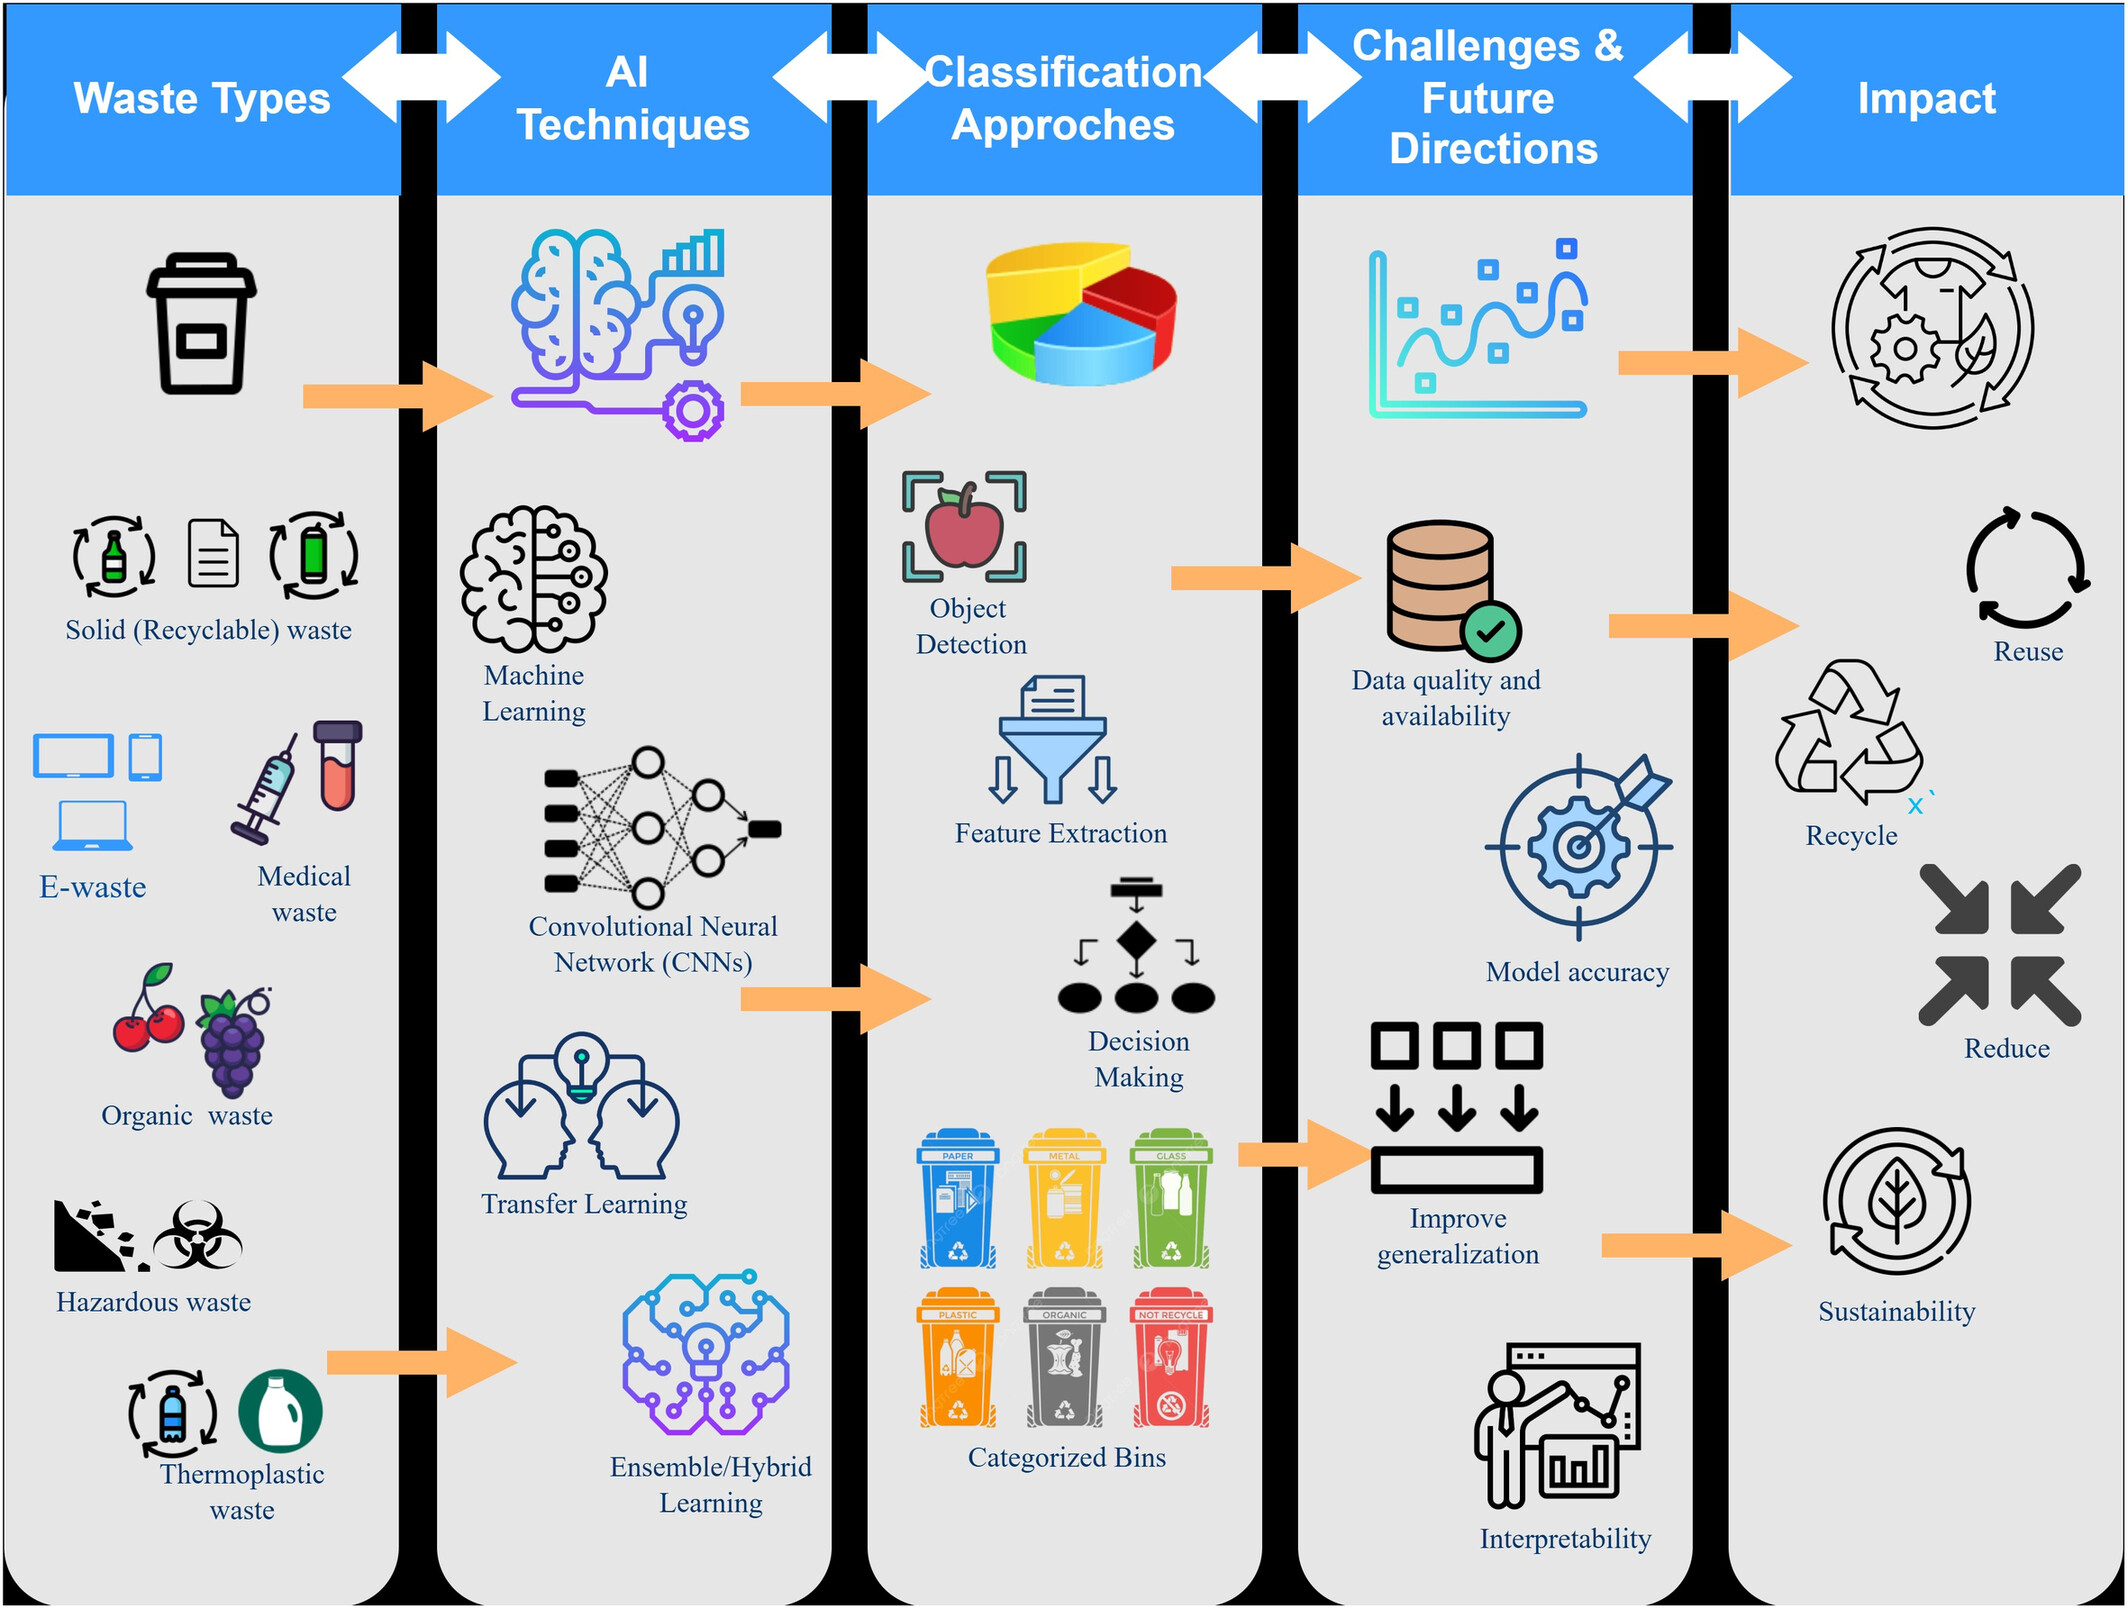 Waste Types
AI
Techniques
Classification
Approches
Challenges &
Future
Directions
Impact
Solid (Recyclable) waste
E-waste
Medical
waste
Organic waste
Hazardous waste
Thermoplastic
waste
Machine
Learning
Convolutional Neural
Network (CNNs)
Transfer Learning
Ensemble/Hybrid
Learning
Object
Detection
Feature Extraction
Decision
Making
PAPER
METAL
GLASS
PLASTIC
ORGANIC
NOT RECYCLE
Categorized Bins
Data quality and
availability
Model accuracy
Improve
generalization
Interpretability
Reuse
x`
Recycle
Reduce
Sustainability